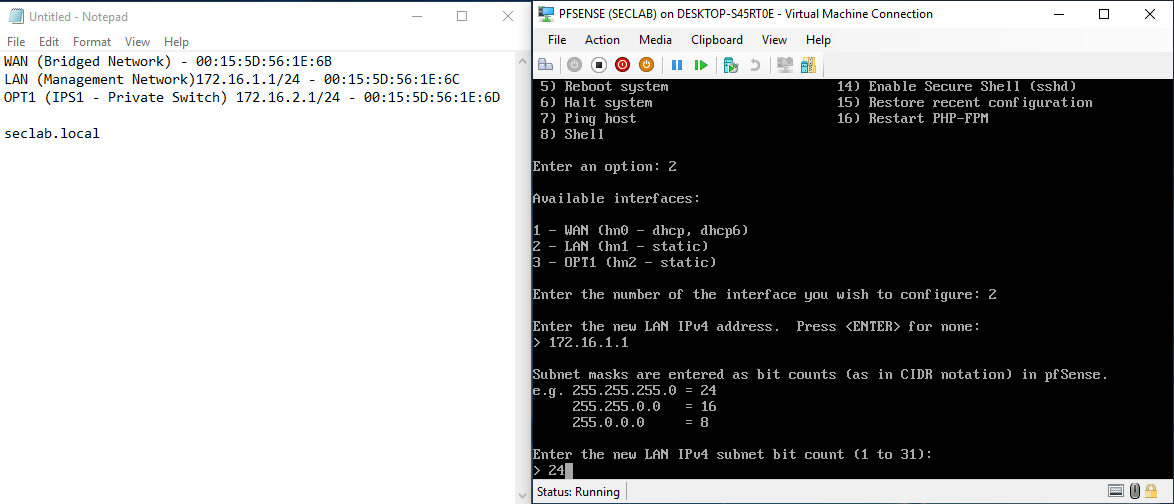 Untitled - Notepad
File Edit Format View Help
WAN (Bridged Network) - 00:15:5D:56:1E:6B
LAN (Management Network)172.16.1.1/24 - 00:15:5D:56:1E:6C
OPT1 (IPS1 - Private Switch) 172.16.2.1/24 - 00:15:5D:56:1E:6D
seclab.local
PFSENSE (SECLAB) on DESKTOP-S45RT0E - Virtual Machine Connection
File Action Media Clipboard View Help
5) Reboot system 14) Enable Secure Shell (sshd)
6) Halt system 15) Restore recent configuration
7) Ping host 16) Restart PHP-FPM
8) Shell
Enter an option: 2
Available interfaces:
1 - WAN (hn0 - dhcp, dhcp6)
2 - LAN (hn1 - static)
3 - OPT1 (hn2 - static)
Enter the number of the interface you wish to configure: 2
Enter the new LAN IPv4 address. Press <ENTER> for none:
> 172.16.1.1
Subnet masks are entered as bit counts (as in CIDR notation) in pfSense.
e.g. 255.255.255.0 = 24
255.255.0.0 = 16
255.0.0.0 = 8
Enter the new LAN IPv4 subnet bit count (1 to 31):
> 24
Status: Running